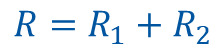 R = R₁ + R₂